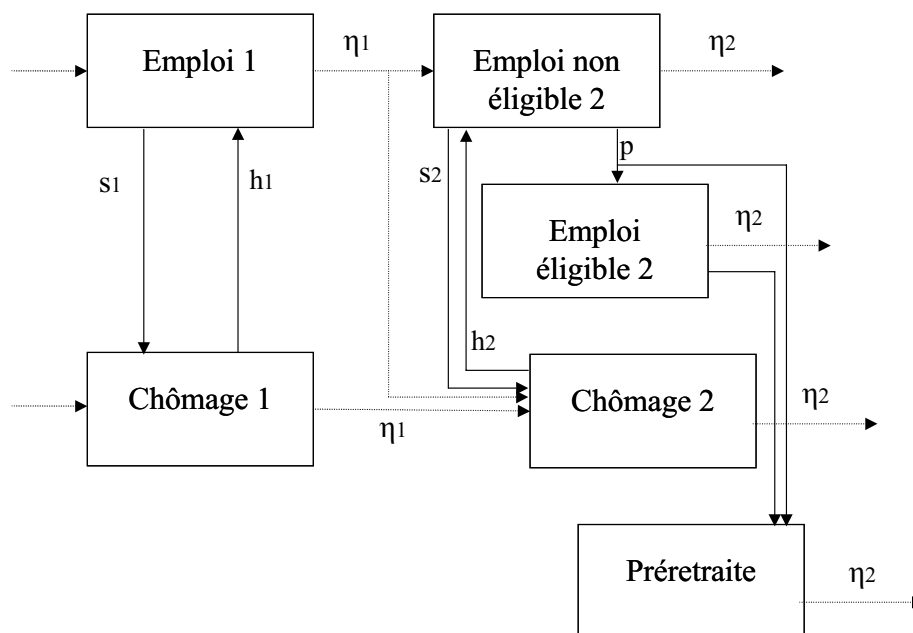 Emploi 1
η1
Emploi non
éligible 2
η2
s1
h1
s2
p
Emploi
éligible 2
η2
h2
Chômage 1
η1
Chômage 2
η2
Préretraite
η2